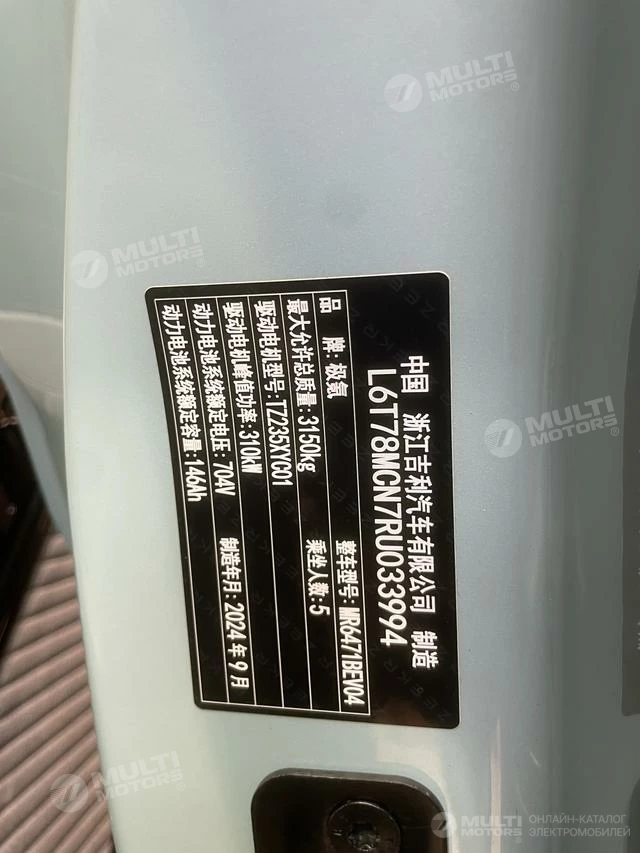 中国 浙江吉利汽车有限公司 制造
L6T78MCN7RU033994
品 牌:极氪 整车型号:MR6471BEV04
最大允许总质量:3150kg 乘坐人数:5
驱动电机型号:TZ235XYC01
驱动电机峰值功率:310kW
动力电池系统额定电压:704V 制造年月:2024年9月
动力电池系统额定容量:146Ah
MULTI MOTORS®
MULTI MOTORS®
MULTI MOTORS®
MULTI MOTORS®
MULTI MOTORS®
ОНЛАЙН-КАТАЛОГ
ЭЛЕКТРОМОБИЛЕЙ